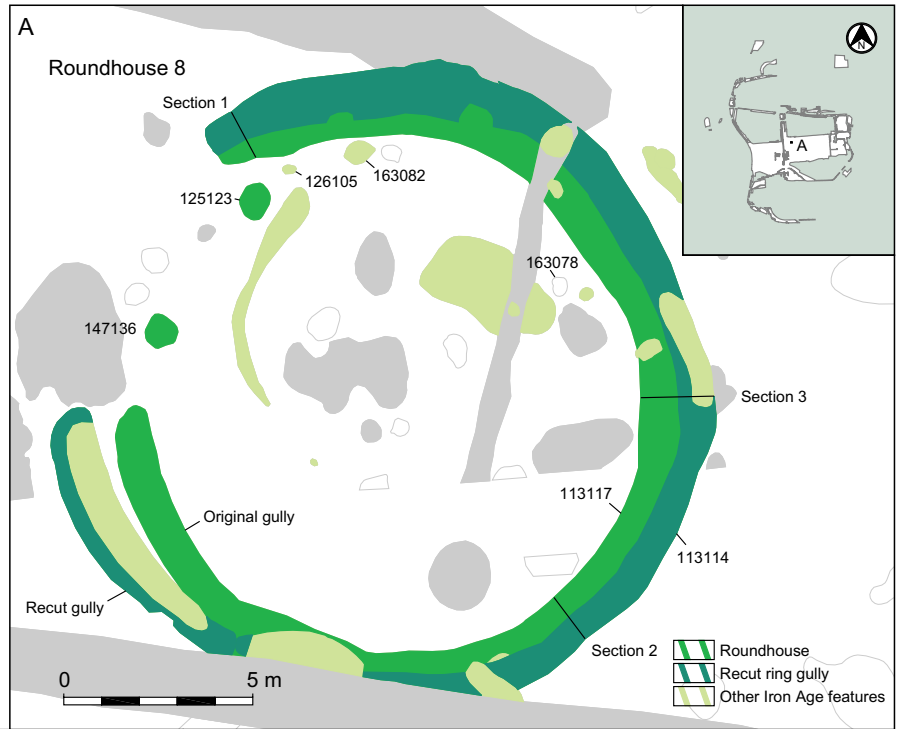 A
Roundhouse 8
Section 1
N
A
125123
126105
163082
163078
147136
Section 3
113117
Original gully
113114
Recut gully
Section 2
Roundhouse
Recut ring gully
Other Iron Age features
0 5 m